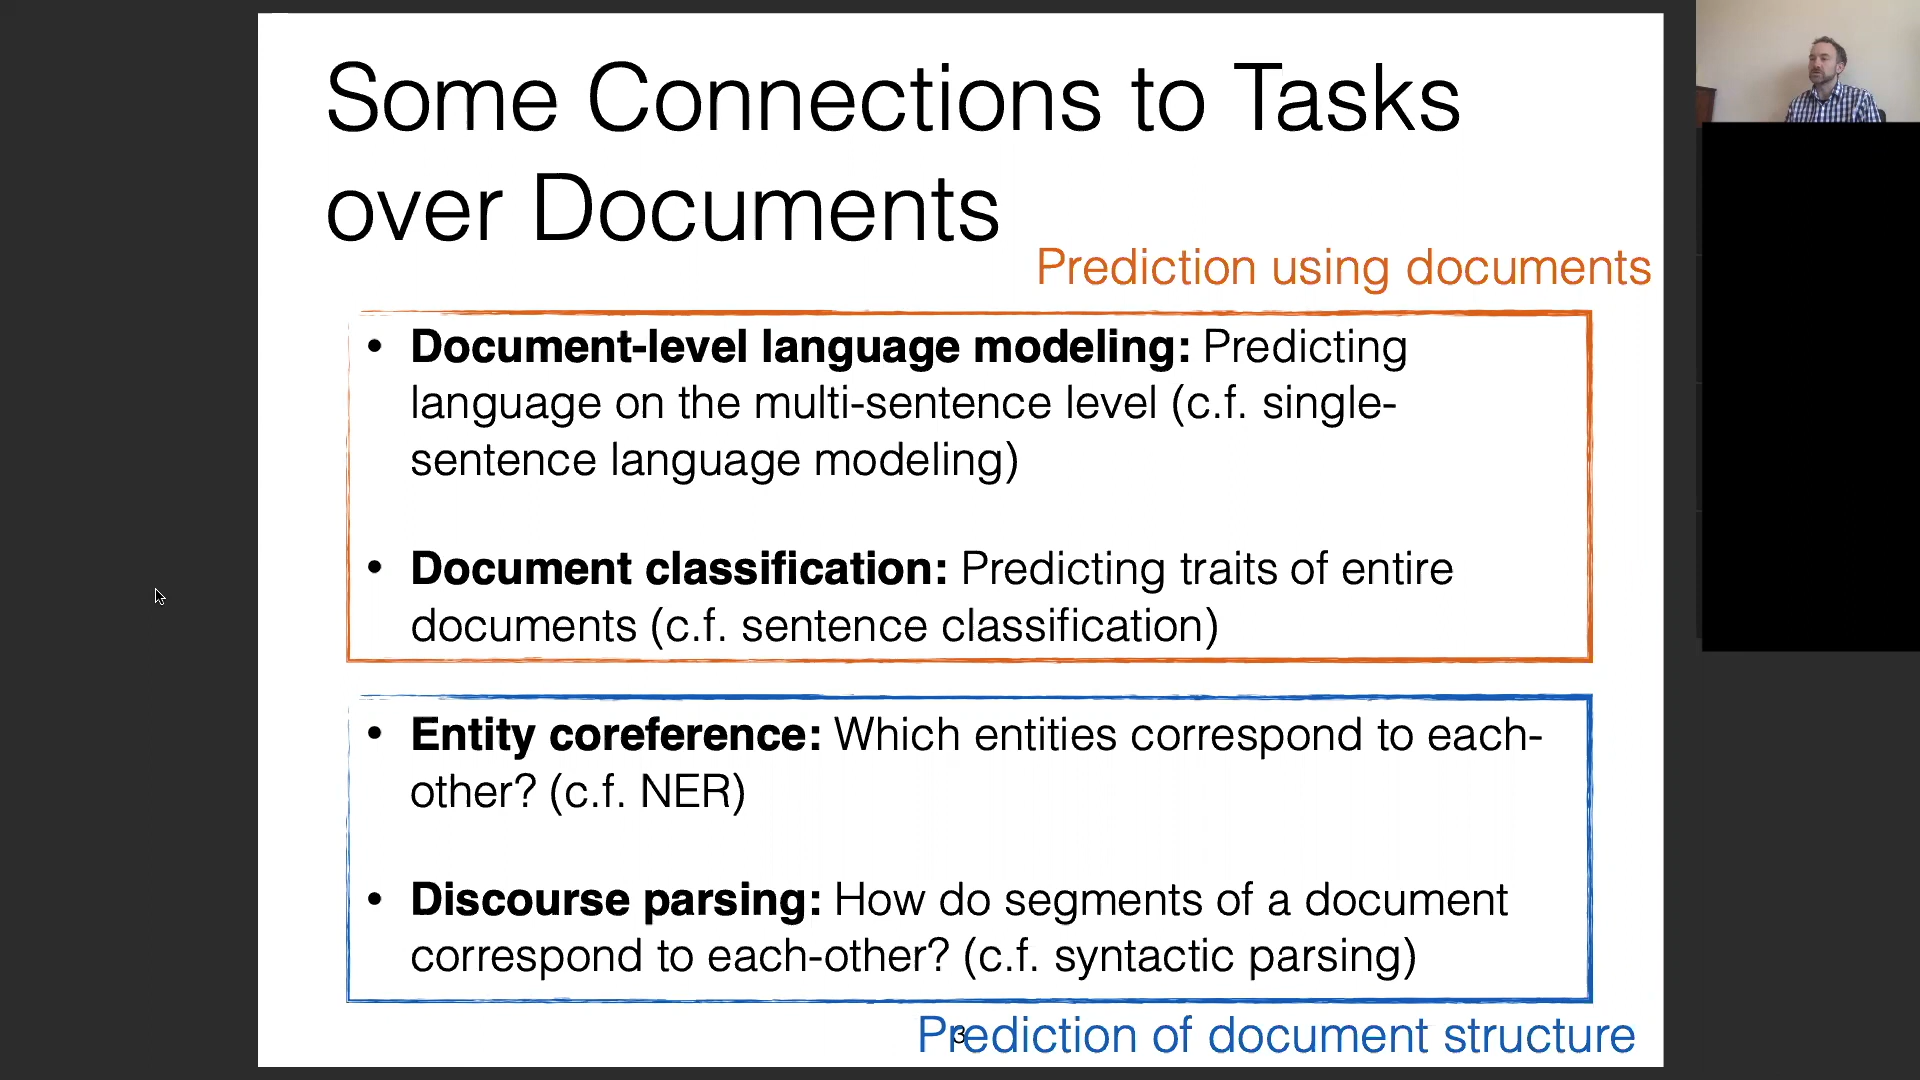 Some Connections to Tasks
over Documents
Prediction using documents
• Document-level language modeling: Predicting
language on the multi-sentence level (c.f. single-
sentence language modeling)
• Document classification: Predicting traits of entire
documents (c.f. sentence classification)
• Entity coreference: Which entities correspond to each-
other? (c.f. NER)
• Discourse parsing: How do segments of a document
correspond to each-other? (c.f. syntactic parsing)
Prediction of document structure
3